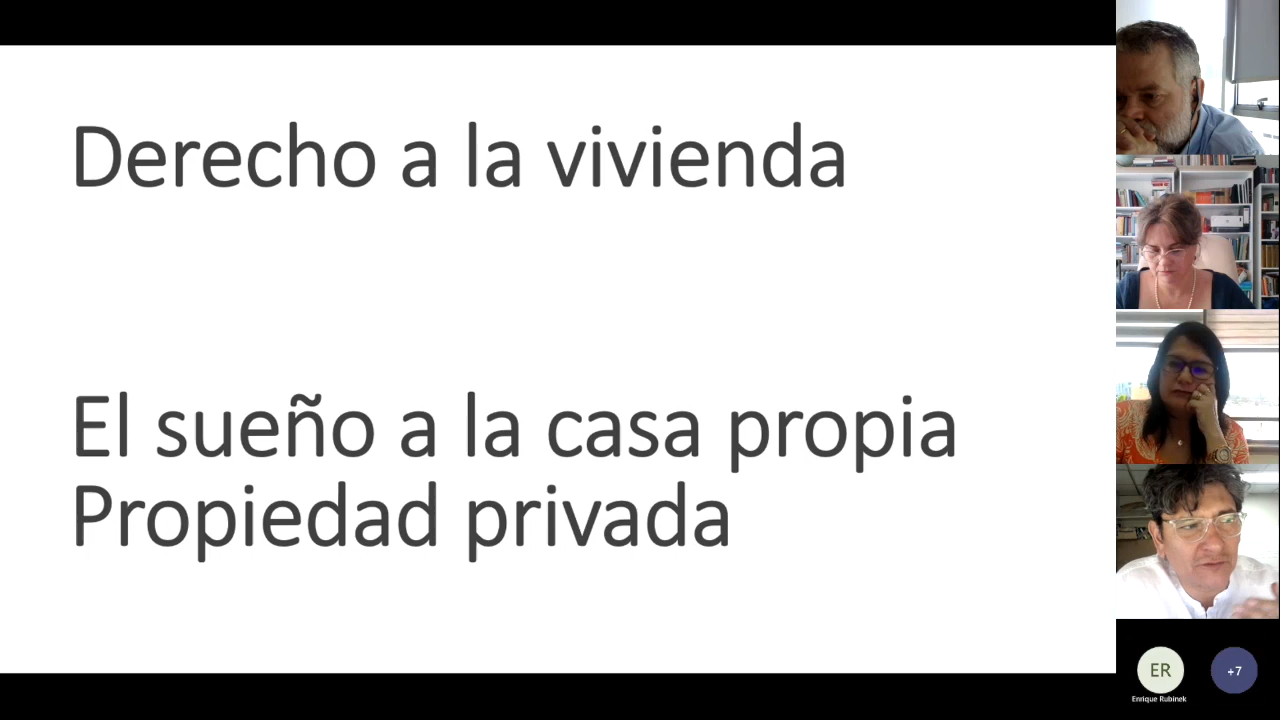 Derecho a la vivienda
El sueño a la casa propia
Propiedad privada
ER
+7
Enrique Rubinek